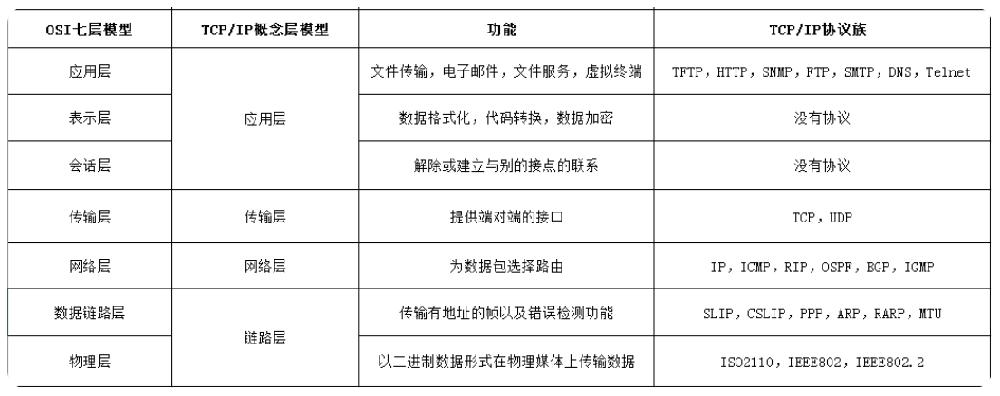 OSI七层模型 TCP/IP概念层模型 功能 TCP/IP协议族
应用层 文件传输，电子邮件，文件服务，虚拟终端 TFTP，HTTP，SNMP，FTP，SMTP，DNS，Telnet
表示层 应用层 数据格式化，代码转换，数据加密 没有协议
会话层 解除或建立与别的接点的联系 没有协议
传输层 传输层 提供端对端的接口 TCP，UDP
网络层 网络层 为数据包选择路由 IP，ICMP，RIP，OSPF，BGP，IGMP
数据链路层 传输有地址的帧以及错误检测功能 SLIP，CSLIP，PPP，ARP，RARP，MTU
链路层
物理层 以二进制数据形式在物理媒体上传输数据 ISO2110，IEEE802，IEEE802.2